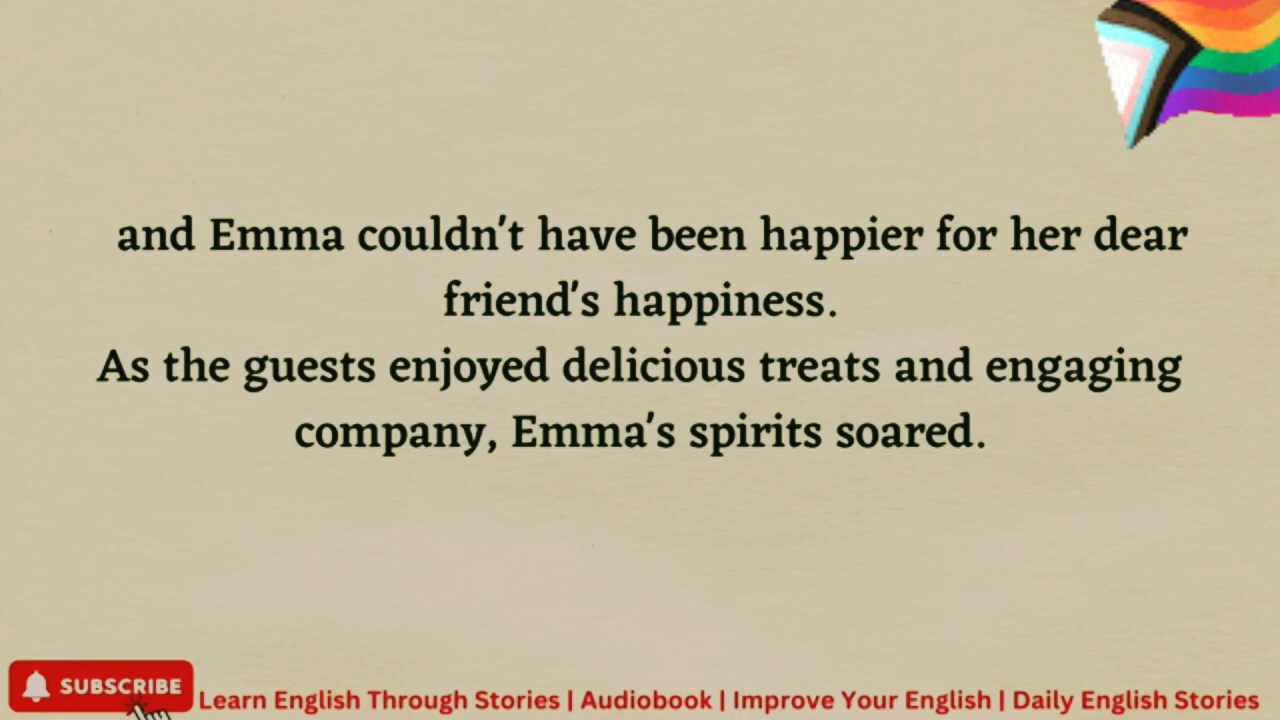 and Emma couldn't have been happier for her dear
friend's happiness.
As the guests enjoyed delicious treats and engaging
company, Emma's spirits soared.
SUBSCRIBE
Learn English Through Stories | Audiobook | Improve Your English | Daily English Stories